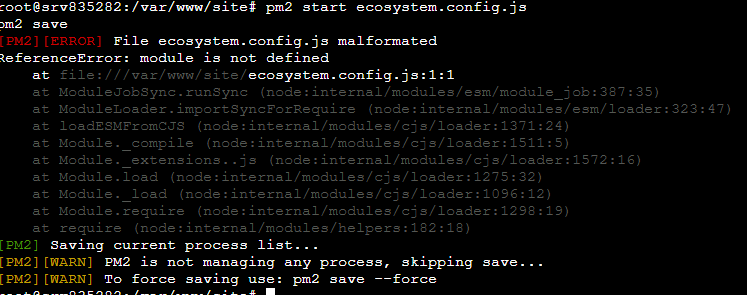 root@srv835282:/var/www/site# pm2 start ecosystem.config.js
pm2 save
[PM2][ERROR] File ecosystem.config.js malformated
ReferenceError: module is not defined
    at file:///var/www/site/ecosystem.config.js:1:1
    at ModuleJobSync.runSync (node:internal/modules/esm/module_job:387:35)
    at ModuleLoader.importSyncForRequire (node:internal/modules/esm/loader:323:47)
    at loadESMFromCJS (node:internal/modules/cjs/loader:1371:24)
    at Module._compile (node:internal/modules/cjs/loader:1511:5)
    at Module._extensions..js (node:internal/modules/cjs/loader:1572:16)
    at Module.load (node:internal/modules/cjs/loader:1275:32)
    at Module._load (node:internal/modules/cjs/loader:1096:12)
    at Module.require (node:internal/modules/cjs/loader:1298:19)
    at require (node:internal/modules/helpers:182:18)
[PM2] Saving current process list...
[PM2][WARN] PM2 is not managing any process, skipping save...
[PM2][WARN] To force saving use: pm2 save --force
root@srv835282:/var/www/site#